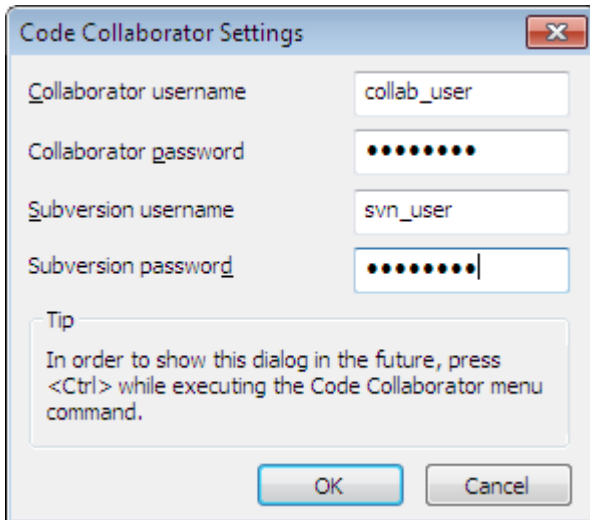 Code Collaborator Settings
Collaborator username collab_user
Collaborator password ●●●●●●●●
Subversion username svn_user
Subversion password ●●●●●●●●
Tip
In order to show this dialog in the future, press
<Ctrl> while executing the Code Collaborator menu
command.
OK Cancel